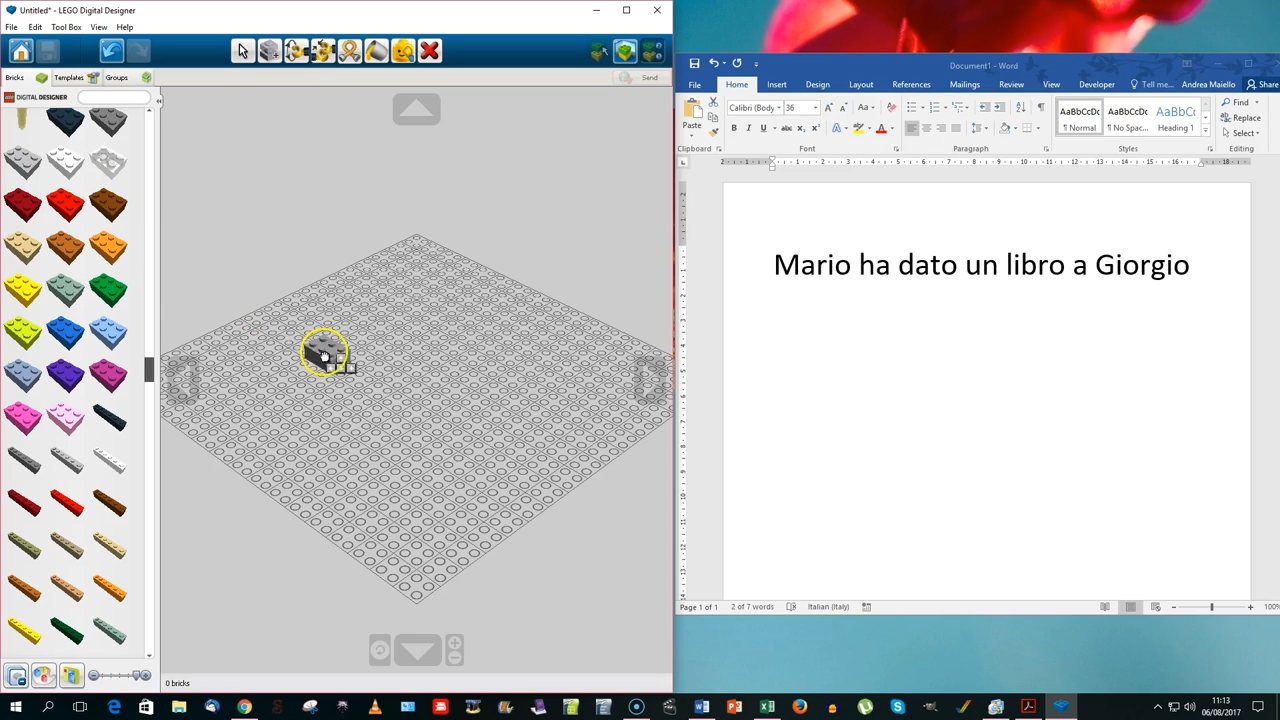 Untitled* - LEGO Digital Designer
File Edit Tool Box View Help
Bricks Templates Groups
Send
DIGITAL DESIGNER
0 bricks
Document1 - Word
Andrea Maiello
Share
File Home Insert Design Layout References Mailings Review View Tell me...
Paste
Calibri (Body 36
AaBbCcDc AaBbCcDc AaBbCc
¶ Normal ¶ No Spac... Heading 1
Find
Replace
Select
Clipboard Font Paragraph Styles Editing
Mario ha dato un libro a Giorgio
Page 1 of 1 2 of 7 words Italian (Italy) 100%
11:13
06/08/2017